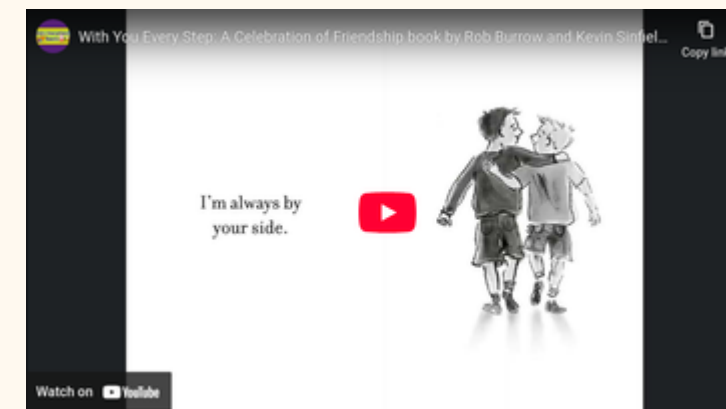 With You Every Step: A Celebration of Friendship book by Rob Burrow and Kevin Sinfiel...
Copy link
I'm always by
your side.
Watch on YouTube